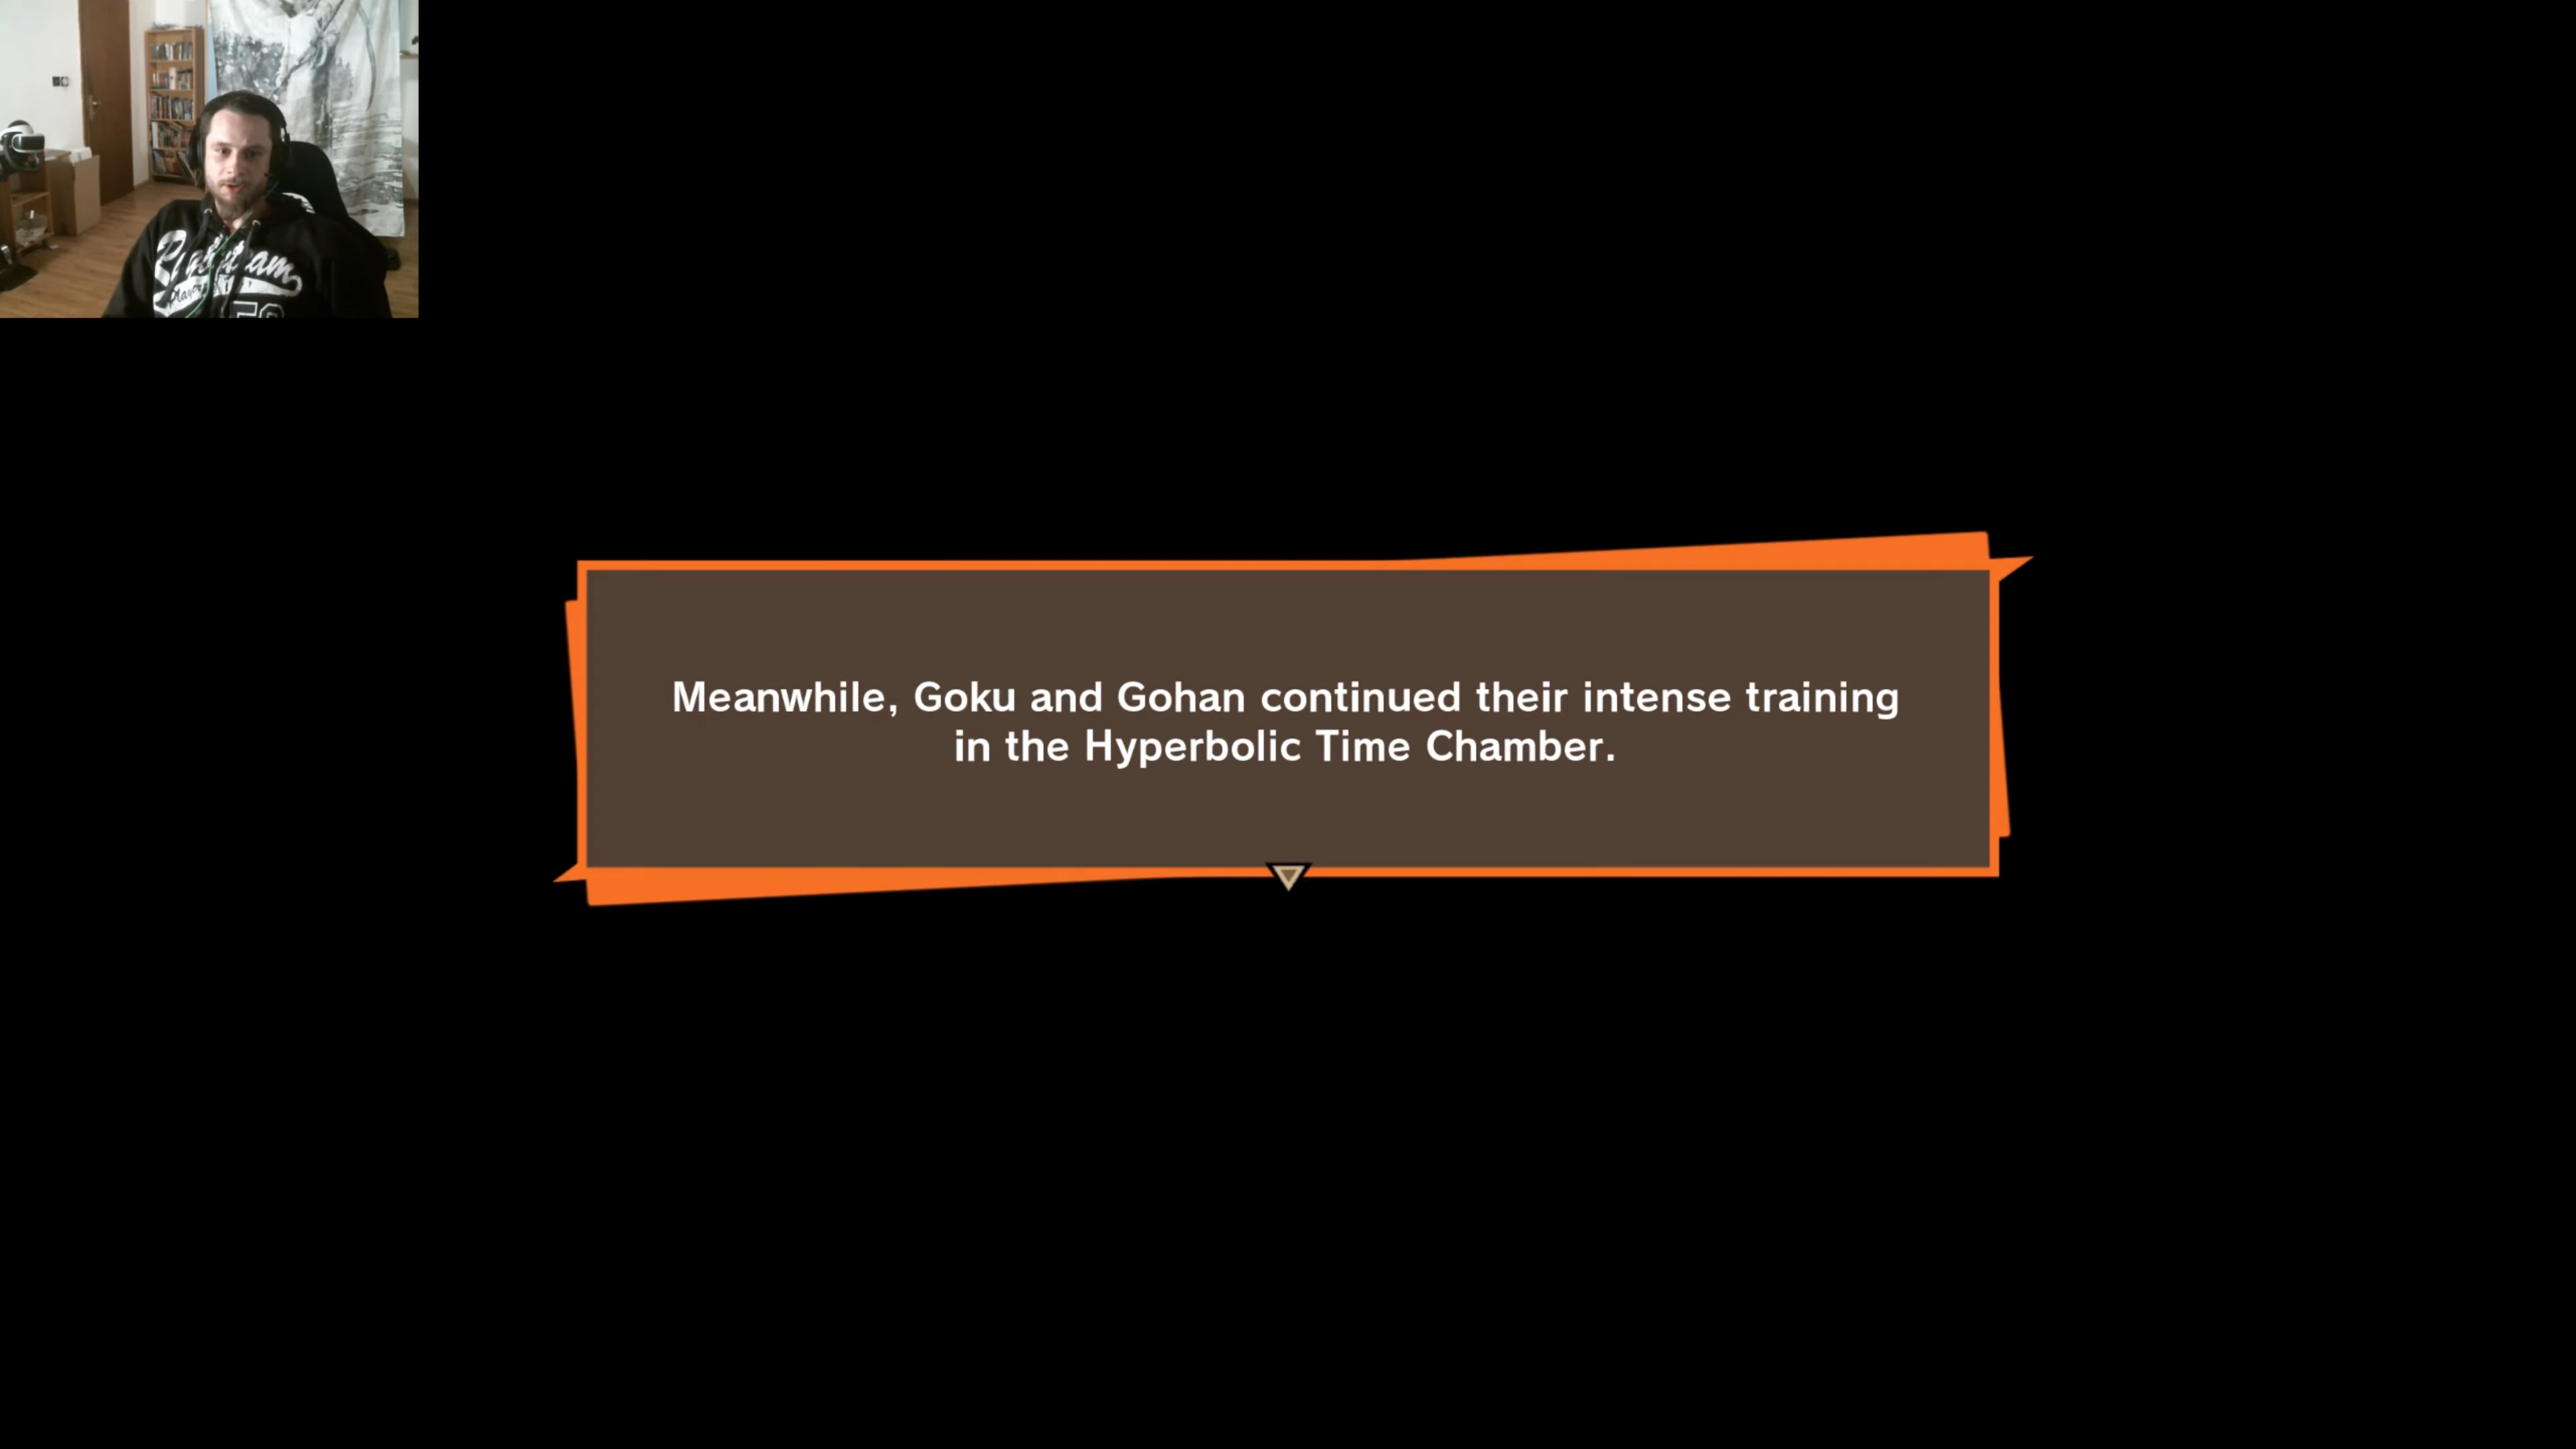 Meanwhile, Goku and Gohan continued their intense training
in the Hyperbolic Time Chamber.